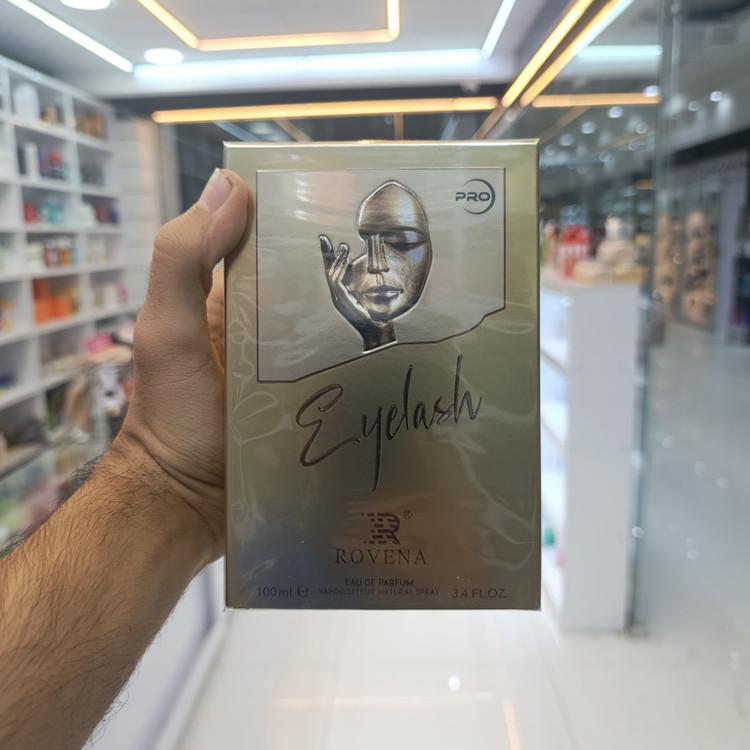 PRO
Eyelash
R®
ROVENA
EAU DE PARFUM
100ml ℮ VAPORISATEUR NATURAL SPRAY 3.4 FL.OZ